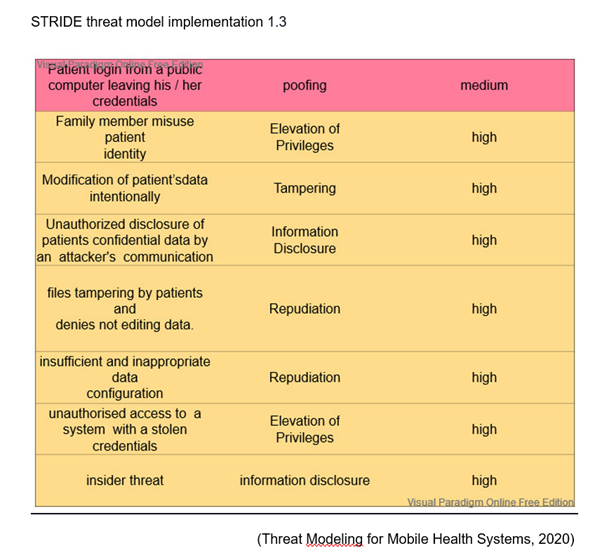 STRIDE threat model implementation 1.3
Visual Paradigm Online Free Edition
Patient login from a public
computer leaving his / her
credentials
poofing
medium
Family member misuse
patient
identity
Elevation of
Privileges
high
Modification of patient'sdata
intentionally
Tampering
high
Unauthorized disclosure of
patients confidential data by
an attacker's communication
Information
Disclosure
high
files tampering by patients
and
denies not editing data.
Repudiation
high
insufficient and inappropriate
data
configuration
Repudiation
high
unauthorised access to a
system with a stolen
credentials
Elevation of
Privileges
high
insider threat
information disclosure
high
Visual Paradigm Online Free Edition
(Threat Modeling for Mobile Health Systems, 2020)